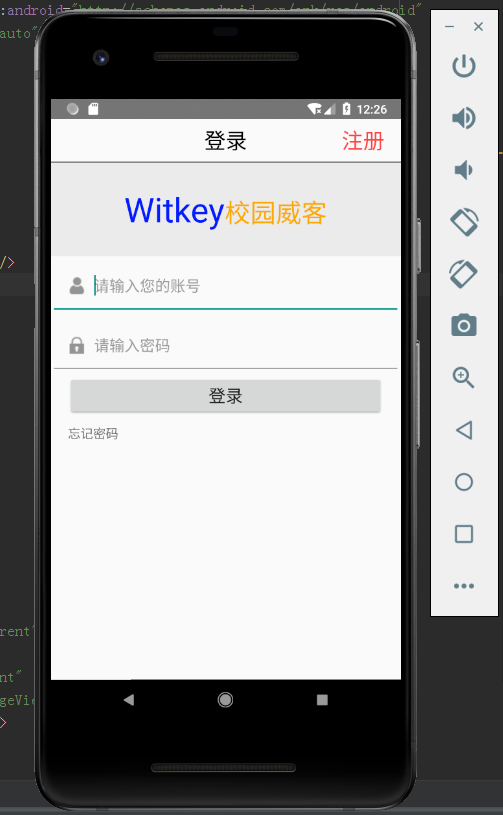 :android="http://schemas.android.com/apk/res/android"
auto"
12:26
登录
注册
Witkey校园威客
/>
请输入您的账号
请输入密码
登录
忘记密码
rent"
nt"
geVie
>